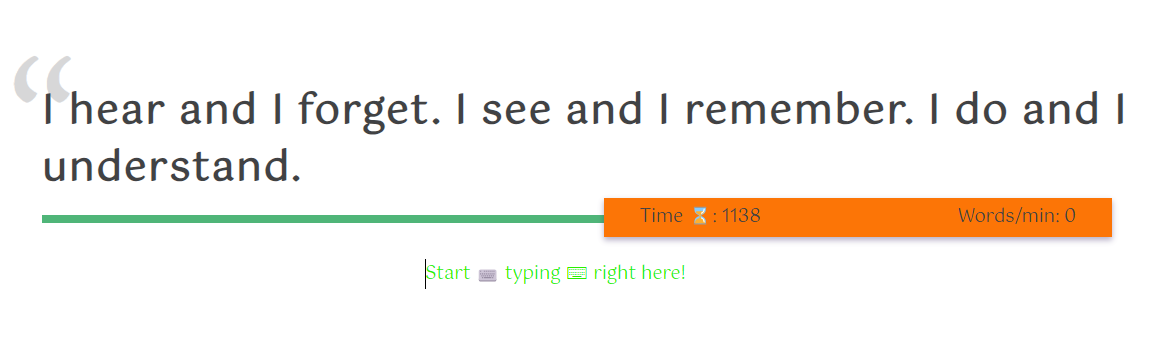 “
I hear and I forget. I see and I remember. I do and I
understand.
Time ⌛: 1138 Words/min: 0
Start ⌨ typing ⌨ right here!